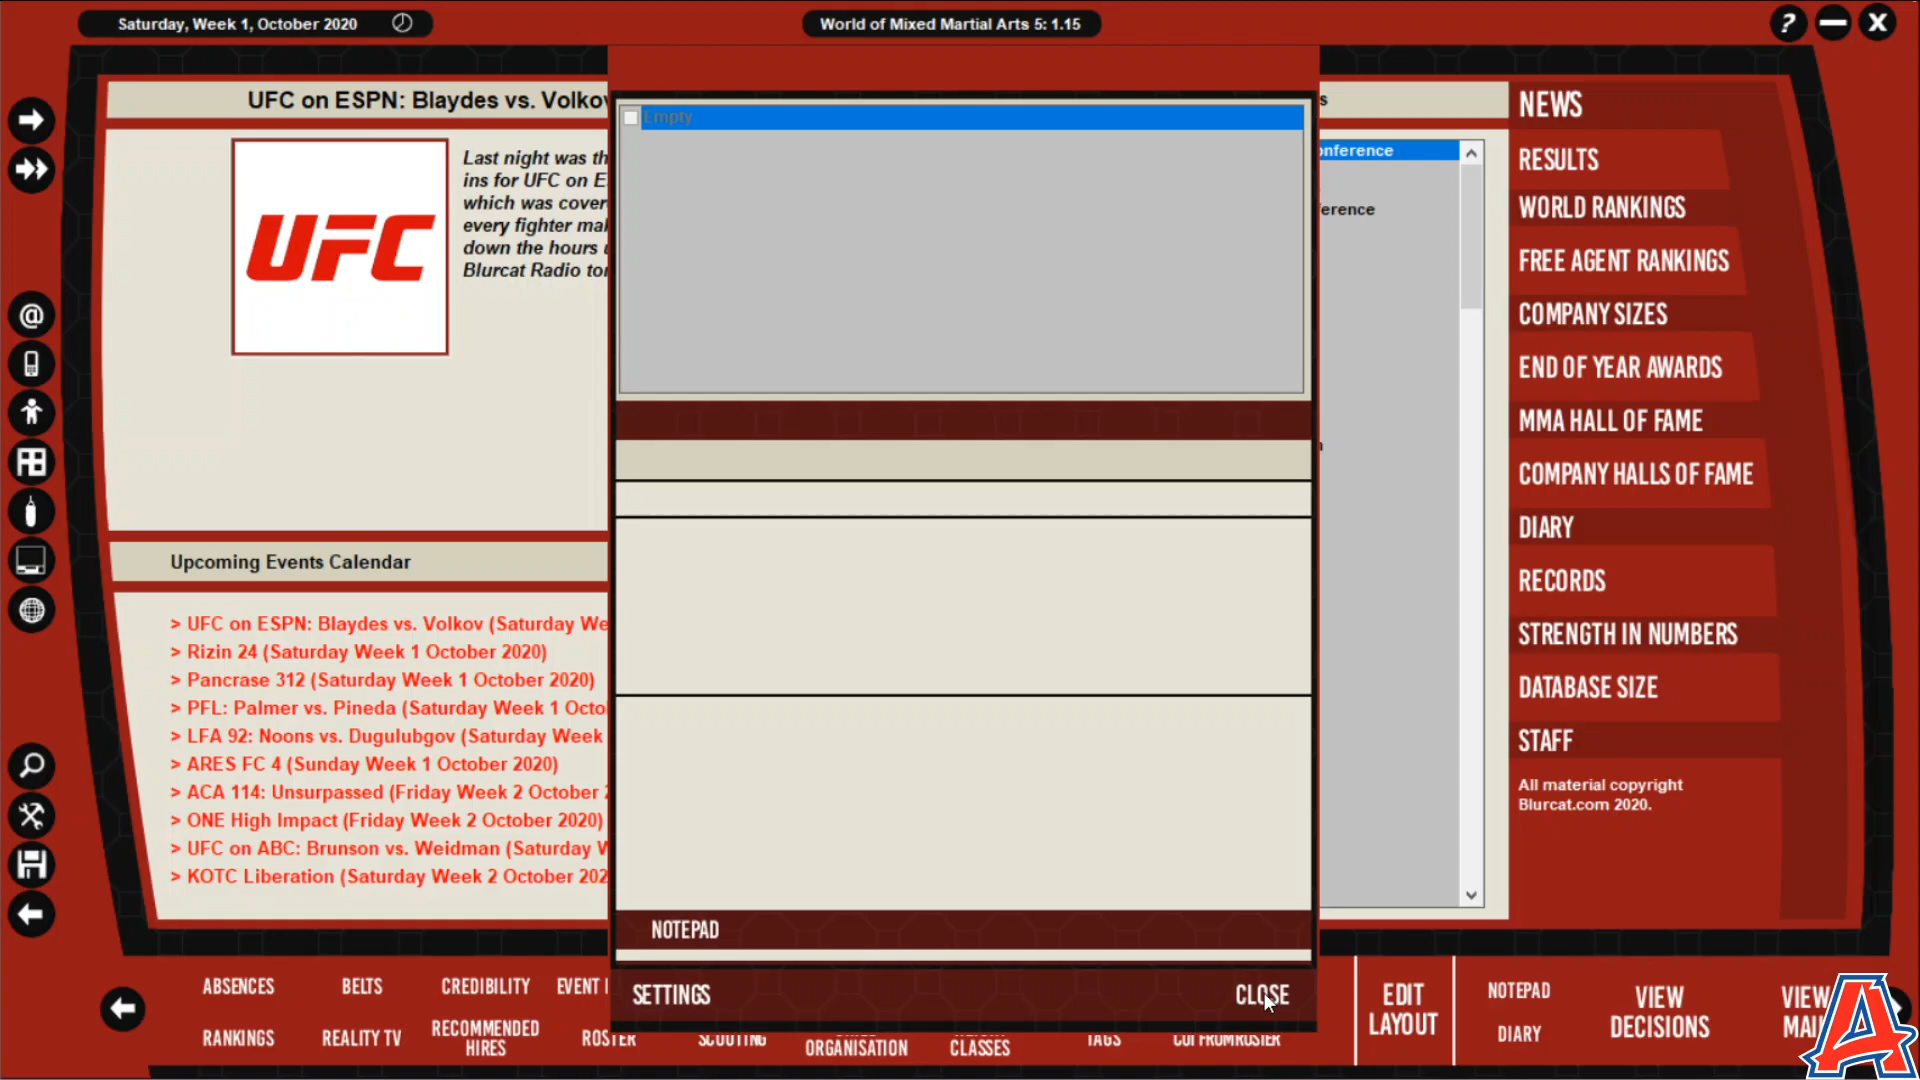 Saturday, Week 1, October 2020
World of Mixed Martial Arts 5: 1.15
?
X
UFC on ESPN: Blaydes vs. Volkov
UFC
Last night was th
ins for UFC on E
which was cover
every fighter mal
down the hours
Blurcat Radio to
Empty
s
onference
ference
Upcoming Events Calendar
> UFC on ESPN: Blaydes vs. Volkov (Saturday We
> Rizin 24 (Saturday Week 1 October 2020)
> Pancrase 312 (Saturday Week 1 October 2020)
> PFL: Palmer vs. Pineda (Saturday Week 1 Octo
> LFA 92: Noons vs. Dugulubgov (Saturday Week
> ARES FC 4 (Sunday Week 1 October 2020)
> ACA 114: Unsurpassed (Friday Week 2 October 2
> ONE High Impact (Friday Week 2 October 2020)
> UFC on ABC: Brunson vs. Weidman (Saturday W
> KOTC Liberation (Saturday Week 2 October 202
NEWS
RESULTS
WORLD RANKINGS
FREE AGENT RANKINGS
COMPANY SIZES
END OF YEAR AWARDS
MMA HALL OF FAME
COMPANY HALLS OF FAME
DIARY
RECORDS
STRENGTH IN NUMBERS
DATABASE SIZE
STAFF
All material copyright
Blurcat.com 2020.
NOTEPAD
SETTINGS
CLOSE
ABSENCES
BELTS
CREDIBILITY
EVENT
RANKINGS
REALITY TV
RECOMMENDED
HIRES
ROSTER
SCOUTING
ORGANISATION
CLASSES
TAGS
EDIT
LAYOUT
NOTEPAD
DIARY
VIEW
DECISIONS
VIEW
MAI
A